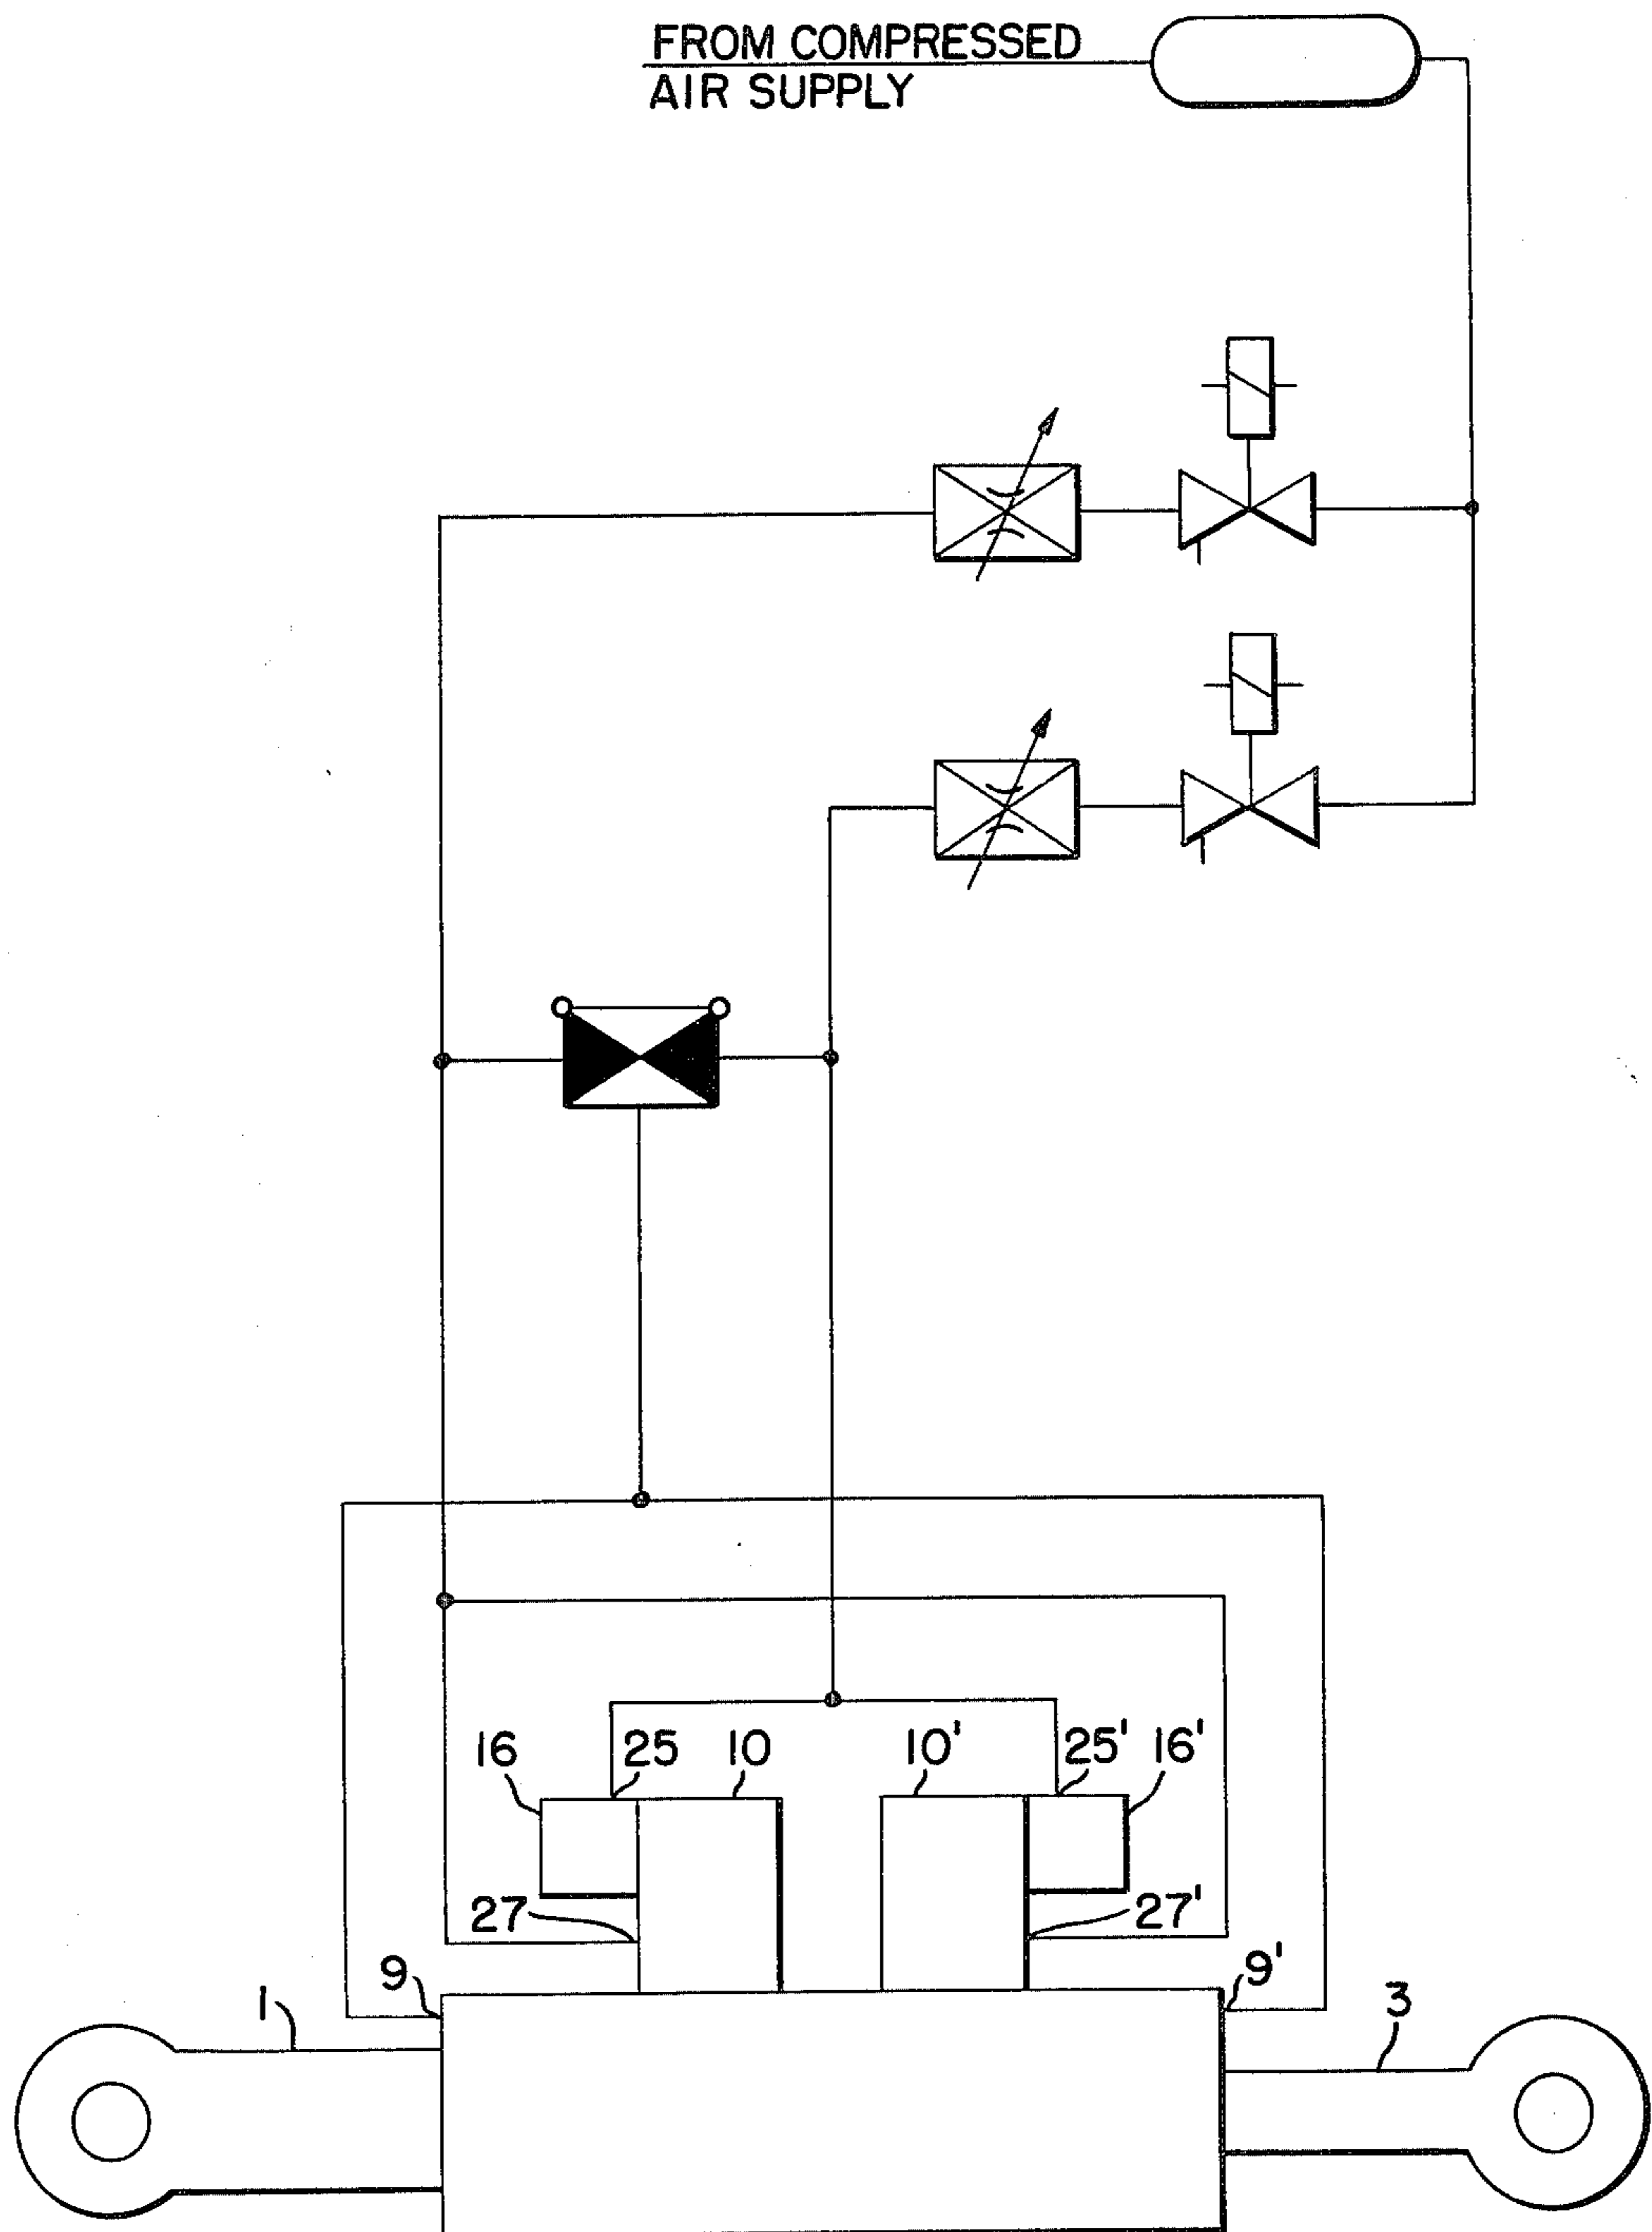 FROM COMPRESSED
AIR SUPPLY
16 25 10 10' 25' 16'
27 27'
9 9'
1 3